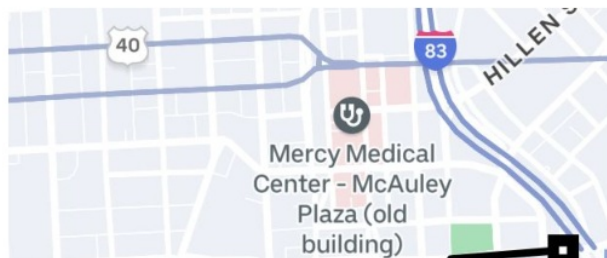 40
83
HILLEN
Mercy Medical
Center - McAuley
Plaza (old
building)